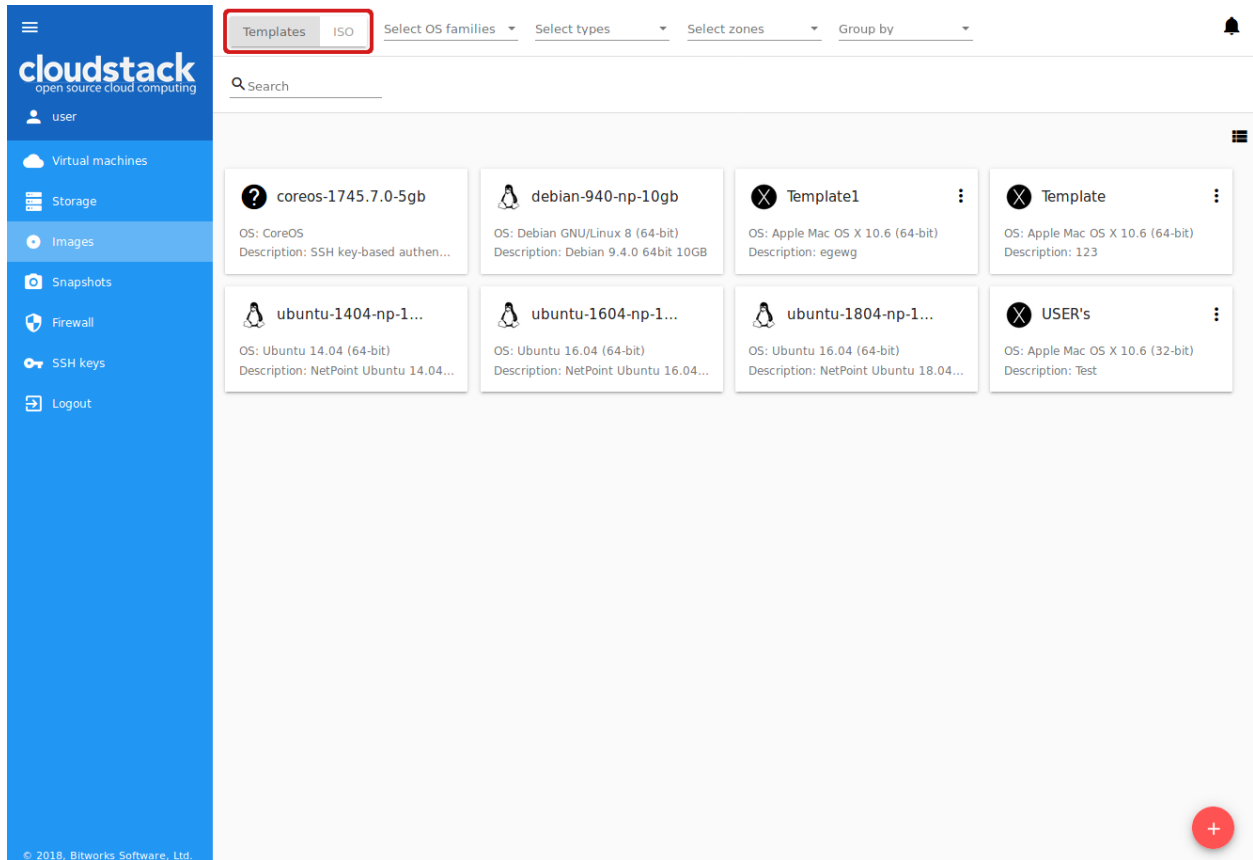 Templates ISO Select OS families Select types Select zones Group by
cloudstack
open source cloud computing
user
Search
Virtual machines
Storage
Images
Snapshots
Firewall
SSH keys
Logout
coreos-1745.7.0-5gb
OS: CoreOS
Description: SSH key-based authen...
debian-940-np-10gb
OS: Debian GNU/Linux 8 (64-bit)
Description: Debian 9.4.0 64bit 10GB
Template1
OS: Apple Mac OS X 10.6 (64-bit)
Description: egewg
Template
OS: Apple Mac OS X 10.6 (64-bit)
Description: 123
ubuntu-1404-np-1...
OS: Ubuntu 14.04 (64-bit)
Description: NetPoint Ubuntu 14.04...
ubuntu-1604-np-1...
OS: Ubuntu 16.04 (64-bit)
Description: NetPoint Ubuntu 16.04...
ubuntu-1804-np-1...
OS: Ubuntu 16.04 (64-bit)
Description: NetPoint Ubuntu 18.04...
USER's
OS: Apple Mac OS X 10.6 (32-bit)
Description: Test
© 2018, Bitworks Software, Ltd.